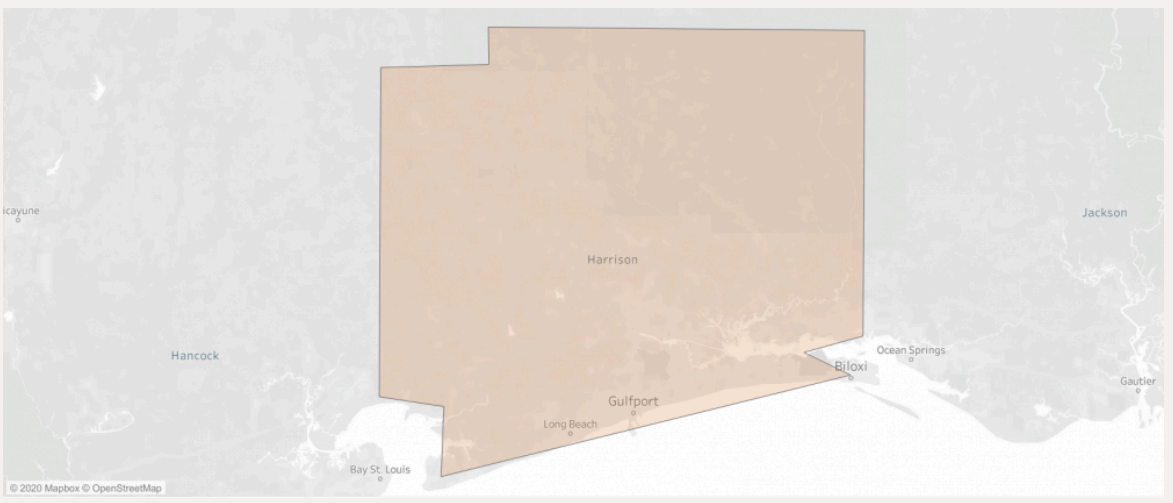 icayune
Jackson
Harrison
Hancock
Ocean Springs
Biloxi
Gautier
Gulfport
Long Beach
Bay St. Louis
© 2020 Mapbox © OpenStreetMap